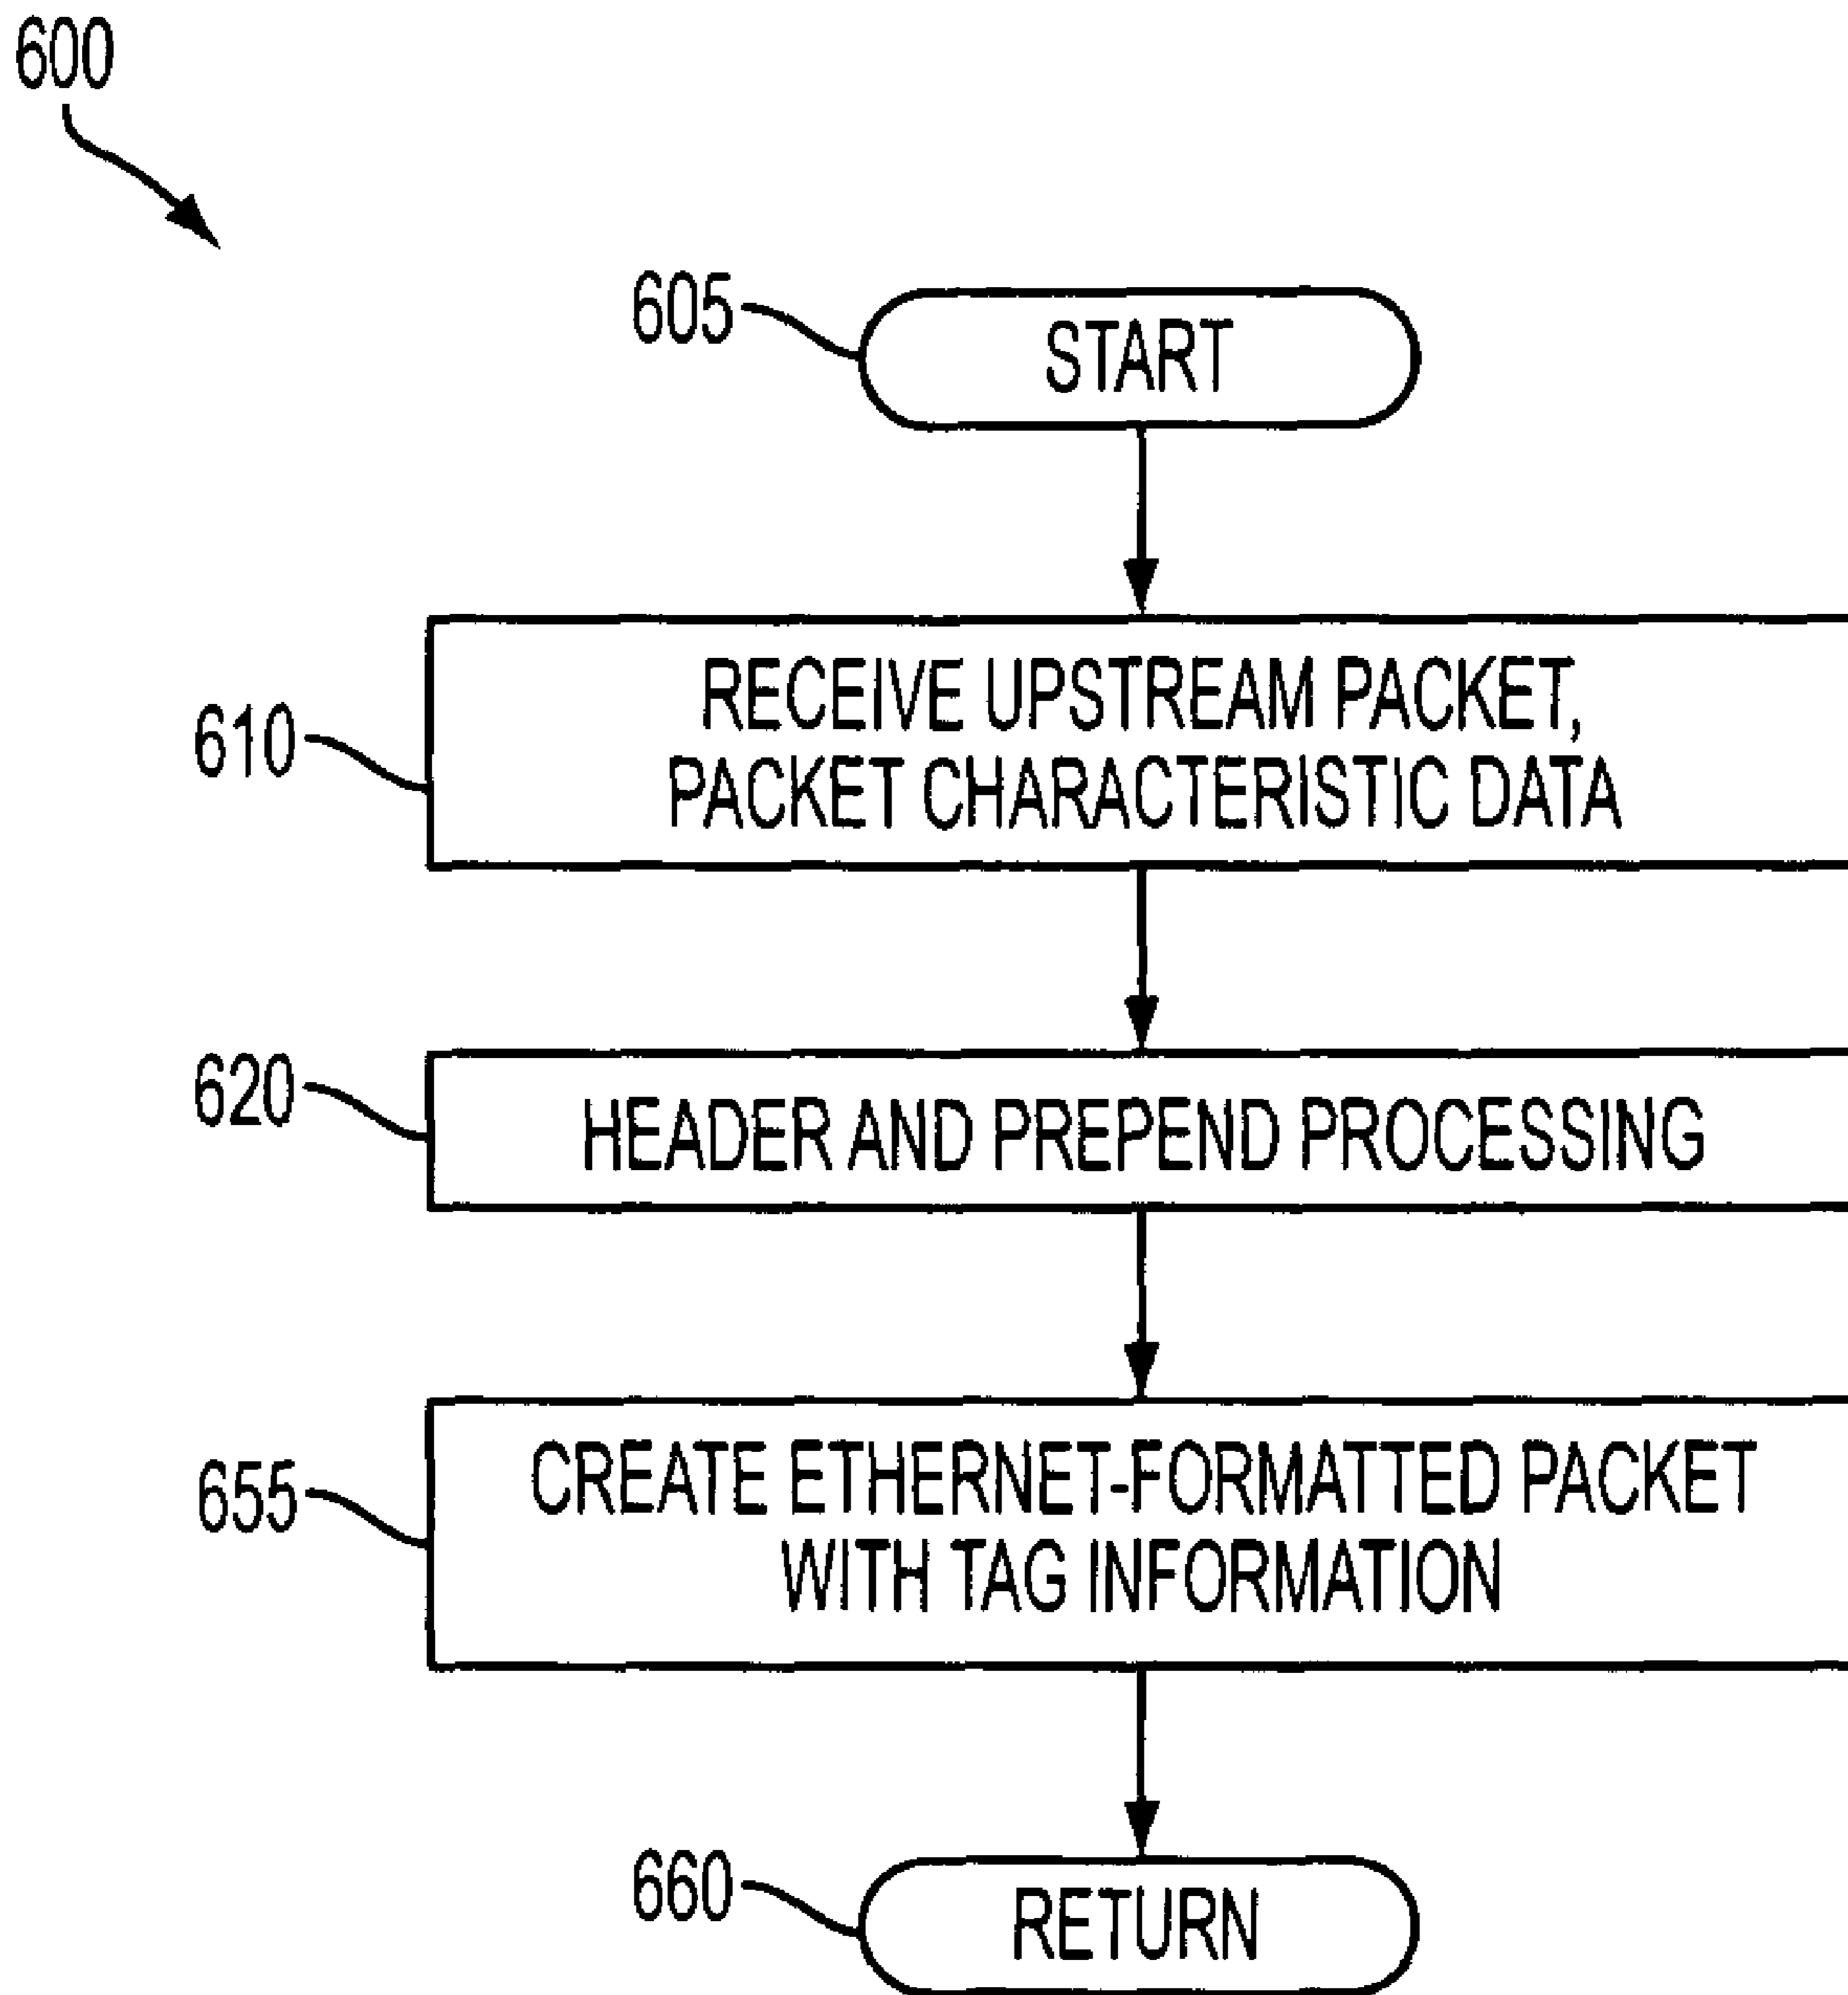 600
605
START
610
RECEIVE UPSTREAM PACKET,
PACKET CHARACTERISTIC DATA
620
HEADER AND PREPEND PROCESSING
655
CREATE ETHERNET-FORMATTED PACKET
WITH TAG INFORMATION
660
RETURN